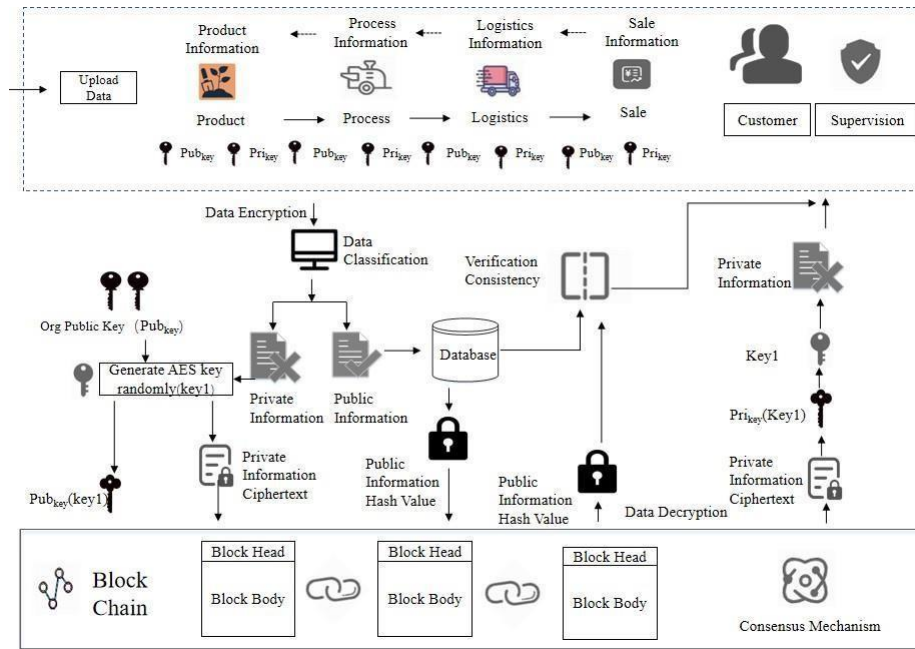 Product
Information
Process
Information
Logistics
Information
Sale
Information
Upload
Data
Product
Process
Logistics
Sale
Customer
Supervision
Pubkey
Prikey
Pubkey
Prikey
Pubkey
Prikey
Pubkey
Prikey
Data Encryption
Data
Classification
Verification
Consistency
Private
Information
Org Public Key (Pubkey)
Generate AES key
randomly(key1)
Database
Key1
Private
Information
Public
Information
Prikey(Key1)
Private
Information
Ciphertext
Public
Information
Hash Value
Public
Information
Hash Value
Private
Information
Ciphertext
Pubkey(key1)
Data Decryption
Block
Chain
Block Head
Block Body
Block Head
Block Body
Block Head
Block Body
Consensus Mechanism